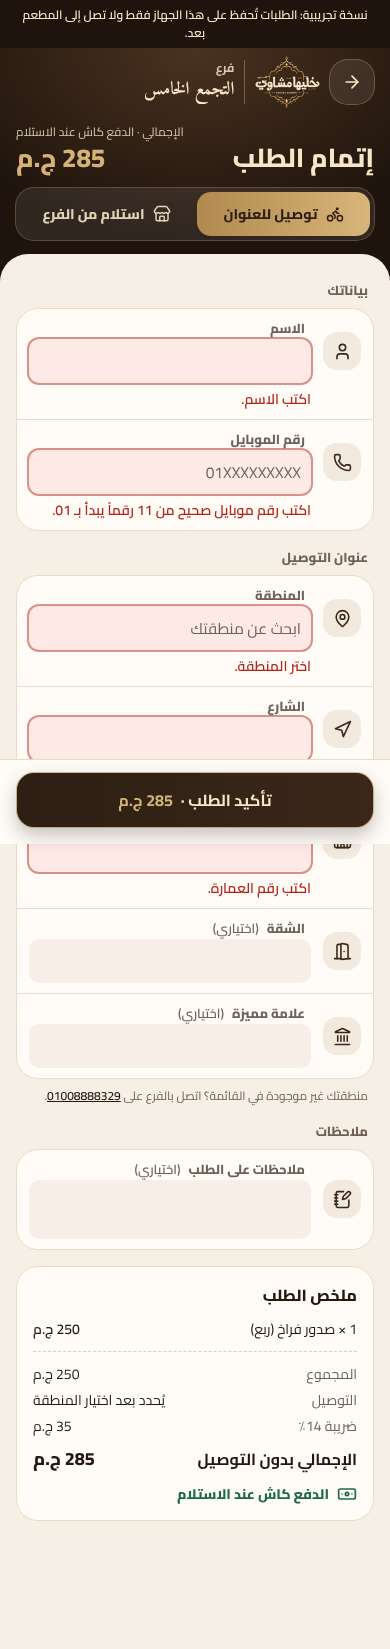 نسخة تجريبية: الطلبات تُحفظ على هذا الجهاز فقط ولا تصل إلى المطعم
بعد.
خليها مشاوي
فرع
التجمع الخامس
الإجمالي · الدفع كاش عند الاستلام
إتمام الطلب
285 ج.م
توصيل للعنوان
استلام من الفرع
بياناتك
الاسم
اكتب الاسم.
رقم الموبايل
01XXXXXXXXX
اكتب رقم موبايل صحيح من 11 رقماً يبدأ بـ 01.
عنوان التوصيل
المنطقة
ابحث عن منطقتك
اختر المنطقة.
الشارع
تأكيد الطلب · 285 ج.م
اكتب رقم العمارة.
الشقة (اختياري)
علامة مميزة (اختياري)
منطقتك غير موجودة في القائمة؟ اتصل بالفرع على 01008888329.
ملاحظات
ملاحظات على الطلب (اختياري)
ملخص الطلب
1 × صدور فراخ (ربع) 250 ج.م
المجموع 250 ج.م
التوصيل يُحدد بعد اختيار المنطقة
ضريبة 14٪ 35 ج.م
الإجمالي بدون التوصيل 285 ج.م
الدفع كاش عند الاستلام